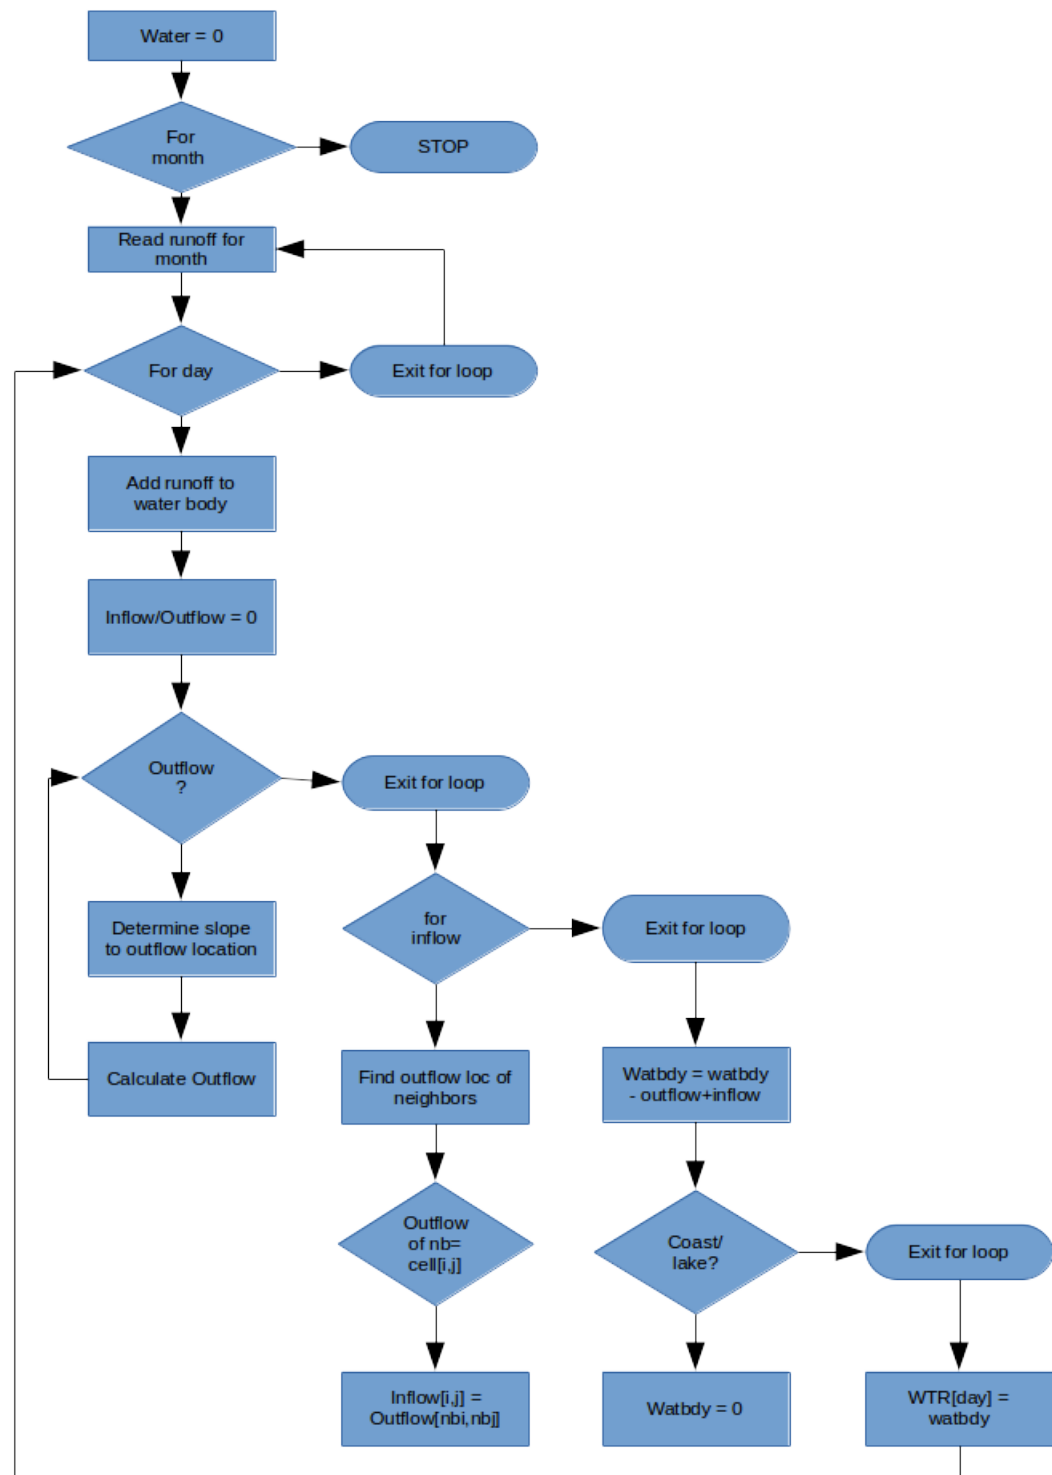 Water = 0
For
month
STOP
Read runoff for
month
For day
Exit for loop
Add runoff to
water body
Inflow/Outflow = 0
Outflow
?
Exit for loop
Determine slope
to outflow location
for
inflow
Exit for loop
Calculate Outflow
Find outflow loc of
neighbors
Watbdy = watbdy
- outflow+inflow
Outflow
of nb=
cell[i,j]
Coast/
lake?
Exit for loop
Inflow[i,j] =
Outflow[nbi,nbj]
Watbdy = 0
WTR[day] =
watbdy